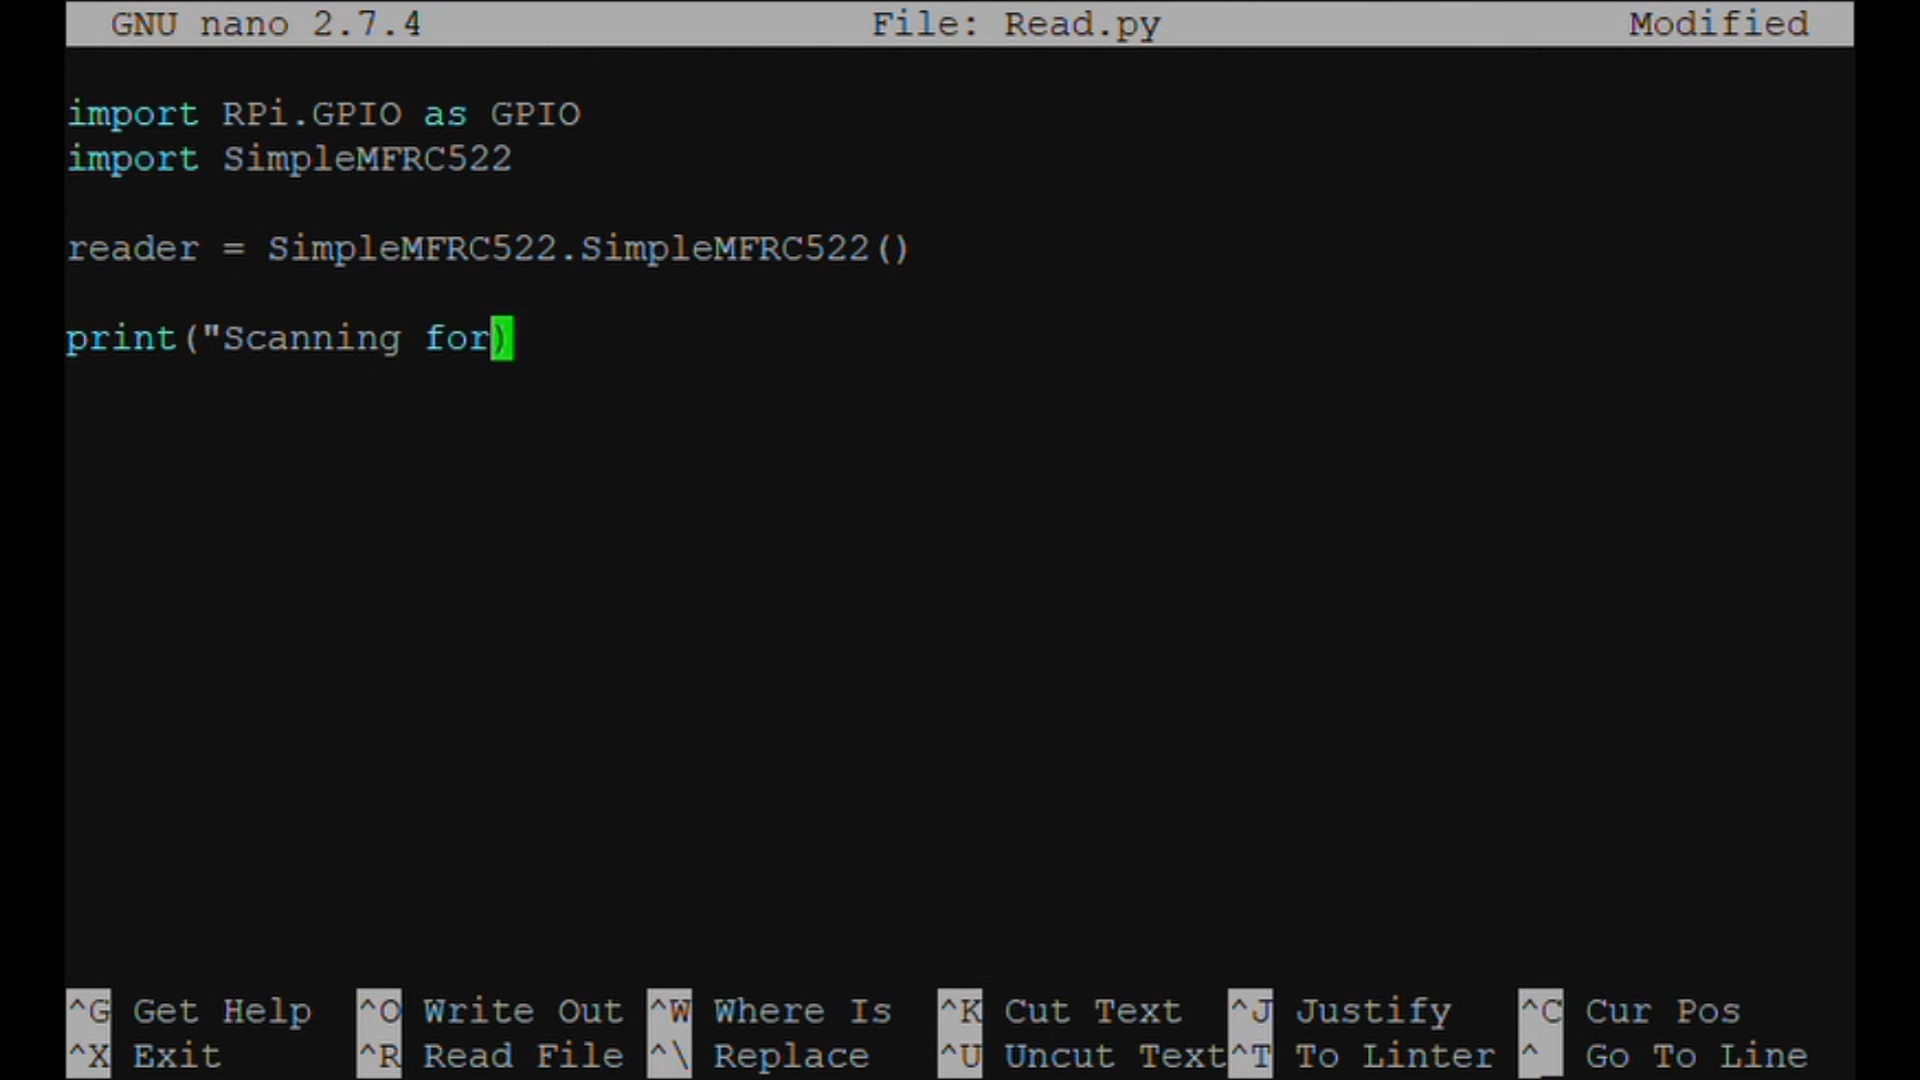 GNU nano 2.7.4 File: Read.py Modified
import RPi.GPIO as GPIO
import SimpleMFRC522
reader = SimpleMFRC522.SimpleMFRC522()
print("Scanning for)
^G Get Help ^O Write Out ^W Where Is ^K Cut Text ^J Justify ^C Cur Pos
^X Exit ^R Read File ^\ Replace ^U Uncut Text ^T To Linter ^_ Go To Line